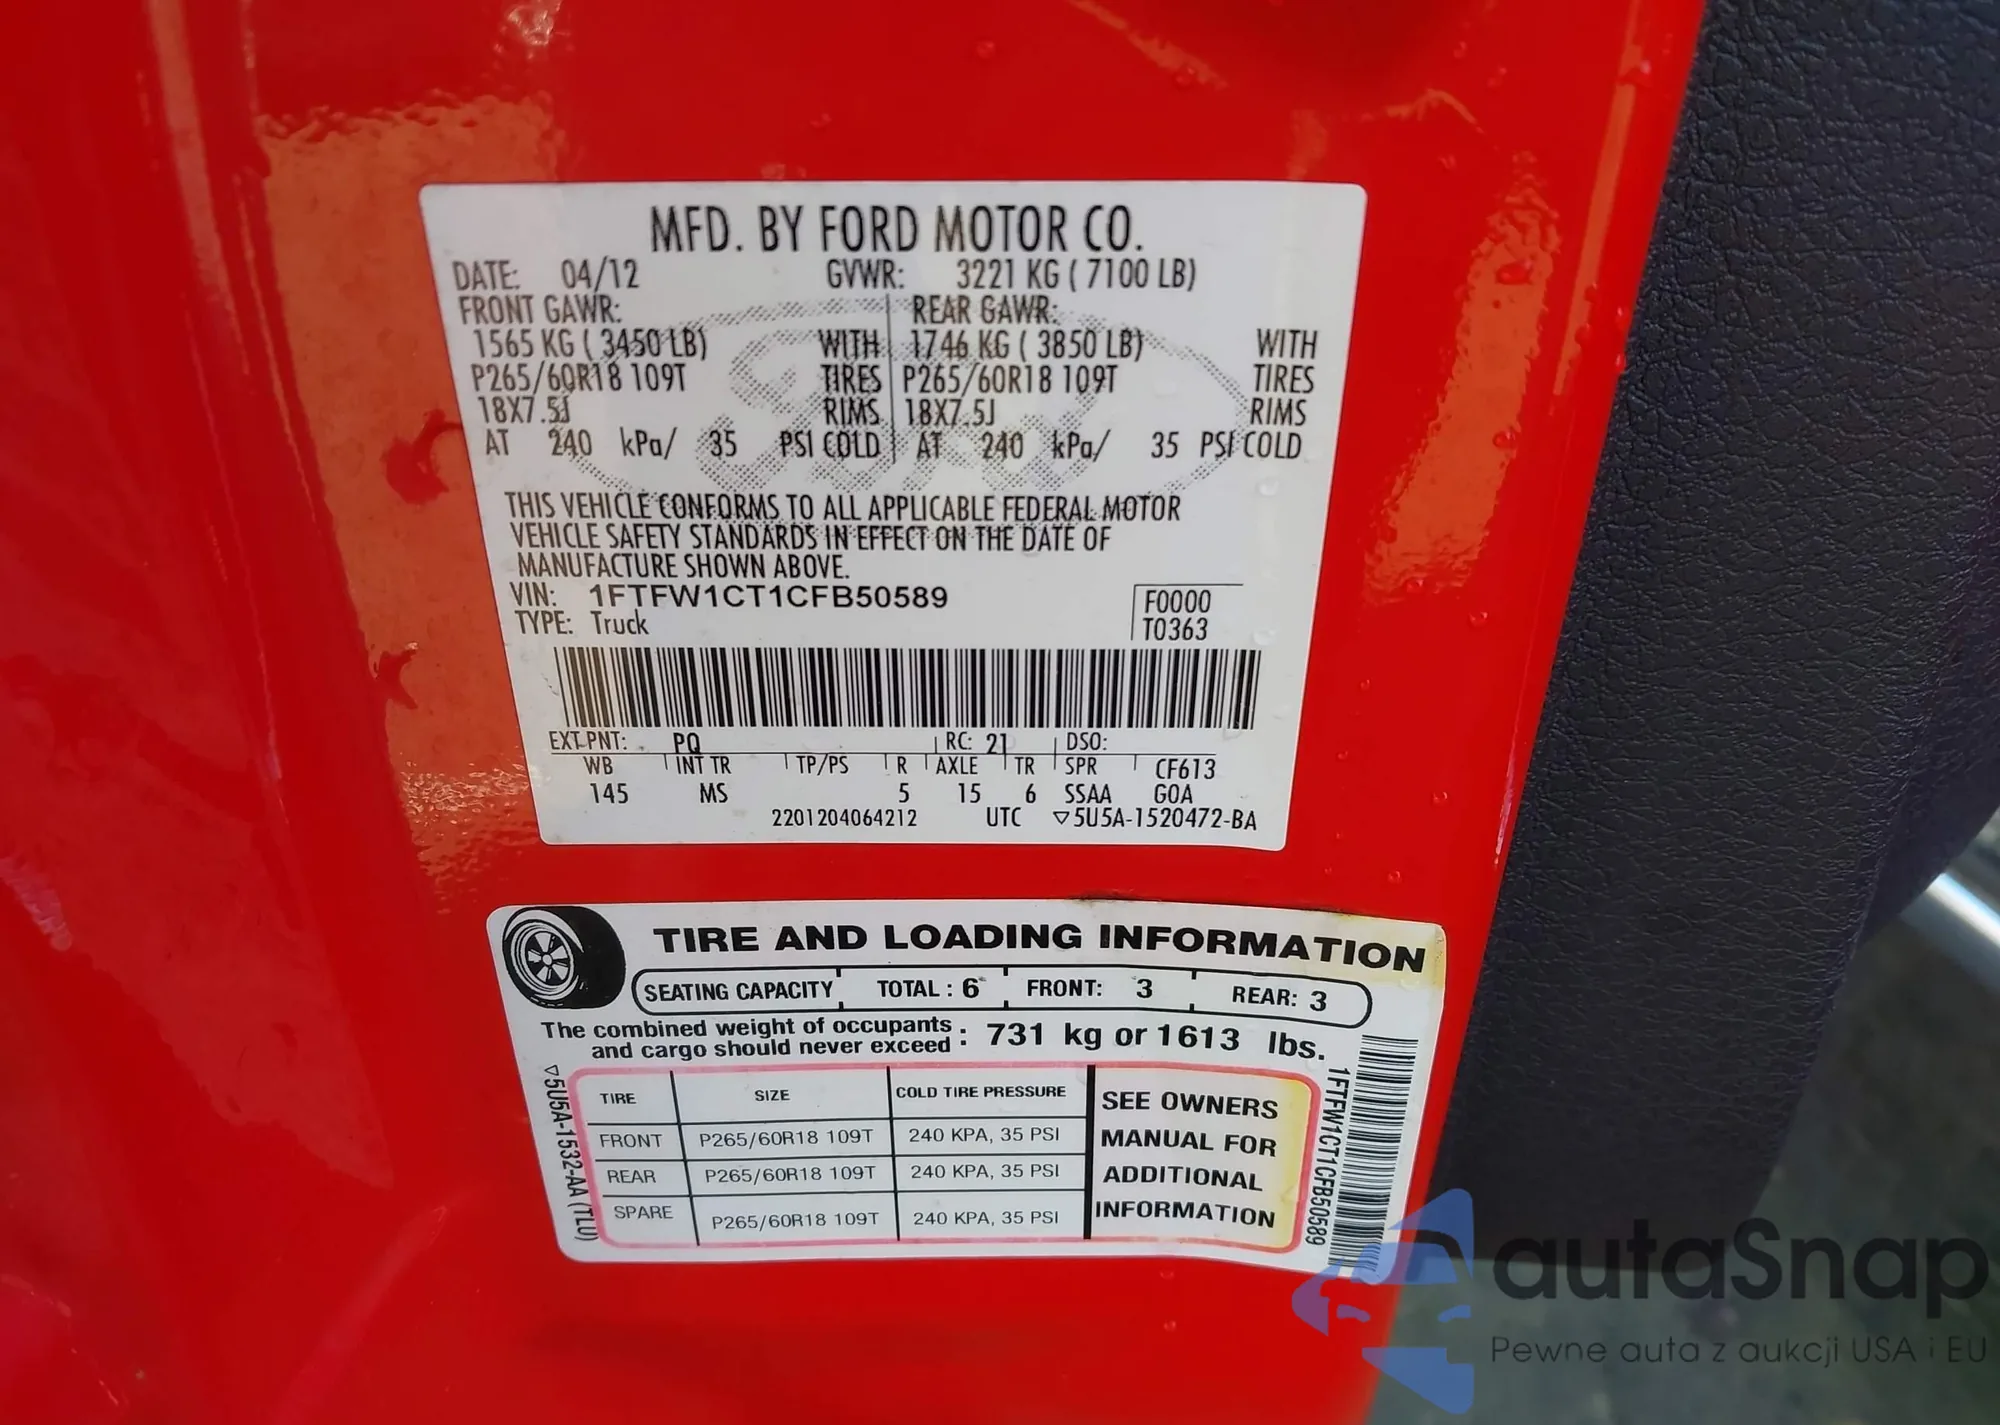 MFD. BY FORD MOTOR CO.
DATE: 04/12 GVWR: 3221 KG ( 7100 LB)
FRONT GAWR: REAR GAWR:
1565 KG ( 3450 LB) WITH 1746 KG ( 3850 LB) WITH
P265/60R18 109T TIRES P265/60R18 109T TIRES
18X7.5J RIMS 18X7.5J RIMS
AT 240 kPa/ 35 PSI COLD AT 240 kPa/ 35 PSI COLD
THIS VEHICLE CONFORMS TO ALL APPLICABLE FEDERAL MOTOR
VEHICLE SAFETY STANDARDS IN EFFECT ON THE DATE OF
MANUFACTURE SHOWN ABOVE.
VIN: 1FTFW1CT1CFB50589 F0000
TYPE: Truck T0363
EXT PNT: PQ RC: 21 DSO:
WB INT TR TP/PS R AXLE TR SPR CF613
145 MS 5 15 6 SSAA GOA
2201204064212 UTC ▽5U5A-1520472-BA
TIRE AND LOADING INFORMATION
SEATING CAPACITY TOTAL : 6 FRONT: 3 REAR: 3
The combined weight of occupants
and cargo should never exceed : 731 kg or 1613 lbs.
TIRE SIZE COLD TIRE PRESSURE
FRONT P265/60R18 109T 240 KPA, 35 PSI
REAR P265/60R18 109T 240 KPA, 35 PSI
SPARE P265/60R18 109T 240 KPA, 35 PSI
SEE OWNERS
MANUAL FOR
ADDITIONAL
INFORMATION
▽5U5A-1532-AA (TLU)
1FTFW1CT1CFB50589
autaSnap
Pewne auta z aukcji USA i EU